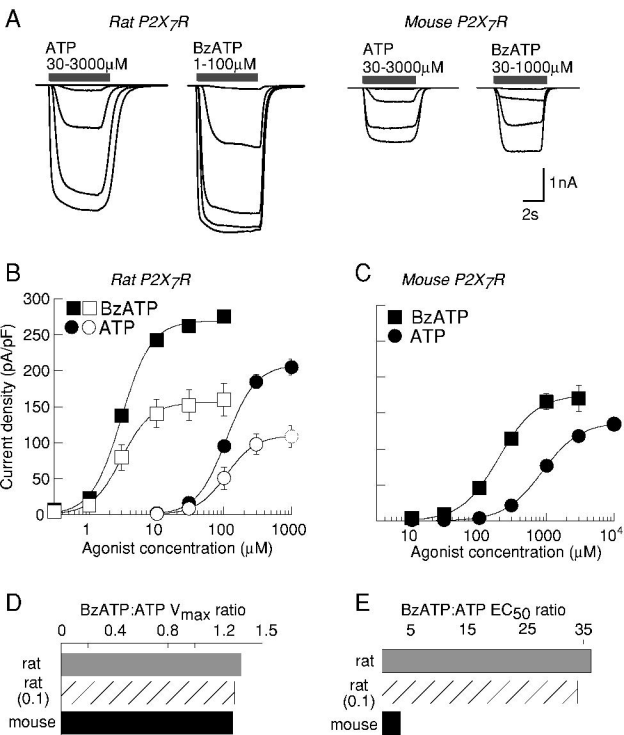 A
Rat P2X7R
Mouse P2X7R
ATP
30-3000µM
BzATP
1-100µM
ATP
30-3000µM
BzATP
30-1000µM
1nA
2s
B
Rat P2X7R
C
Mouse P2X7R
Current density (pA/pF)
300
250
200
150
100
50
0
BzATP
ATP
1
10
100
1000
Agonist concentration (µM)
BzATP
ATP
10
100
1000
10⁴
Agonist concentration (µM)
D
BzATP:ATP Vmax ratio
0 0.4 0.8 1.2 1.5
rat
rat
(0.1)
mouse
E
BzATP:ATP EC50 ratio
5 15 25 35
rat
rat
(0.1)
mouse